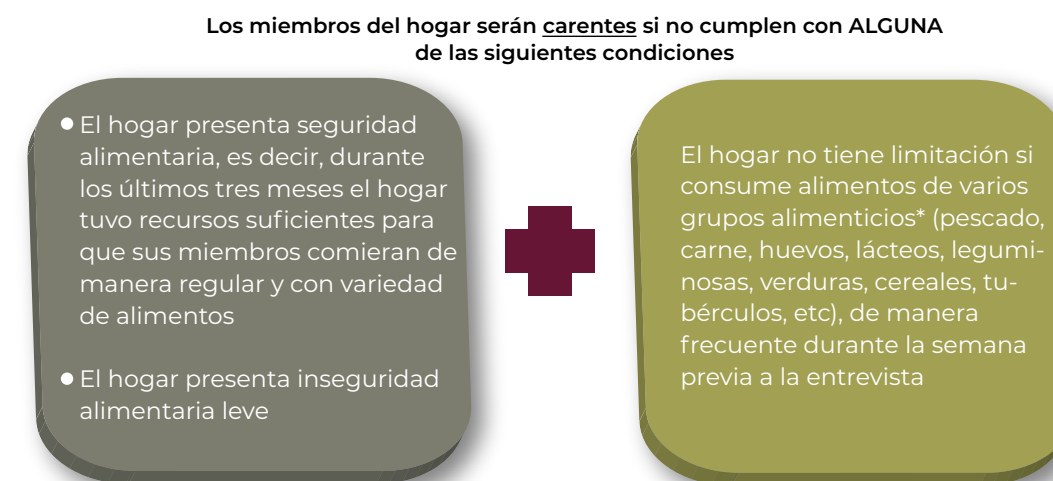 Los miembros del hogar serán carentes si no cumplen con ALGUNA
de las siguientes condiciones
El hogar presenta seguridad
alimentaria, es decir, durante
los últimos tres meses el hogar
tuvo recursos suficientes para
que sus miembros comieran de
manera regular y con variedad
de alimentos
El hogar presenta inseguridad
alimentaria leve
El hogar no tiene limitación si
consume alimentos de varios
grupos alimenticios* (pescado,
carne, huevos, lácteos, legumi-
nosas, verduras, cereales, tu-
bérculos, etc), de manera
frecuente durante la semana
previa a la entrevista